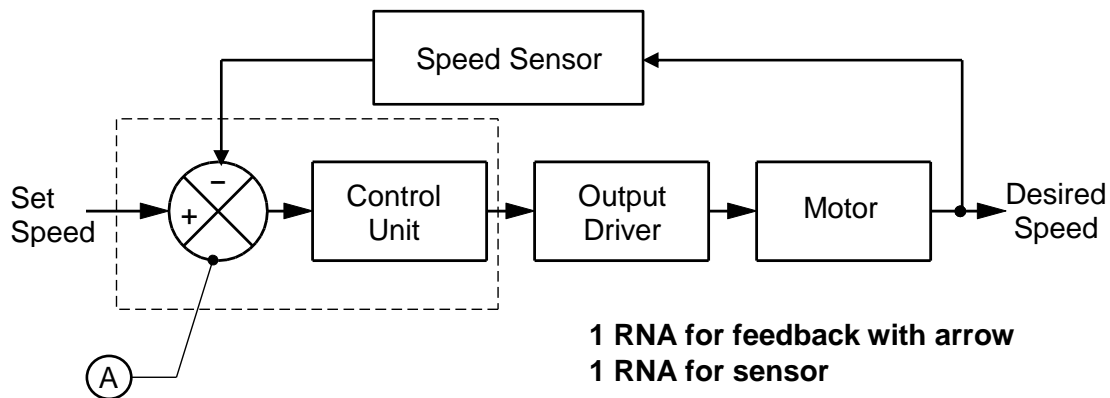 Speed Sensor
Set
Speed
−
+
Control
Unit
Output
Driver
Motor
Desired
Speed
A
1 RNA for feedback with arrow
1 RNA for sensor